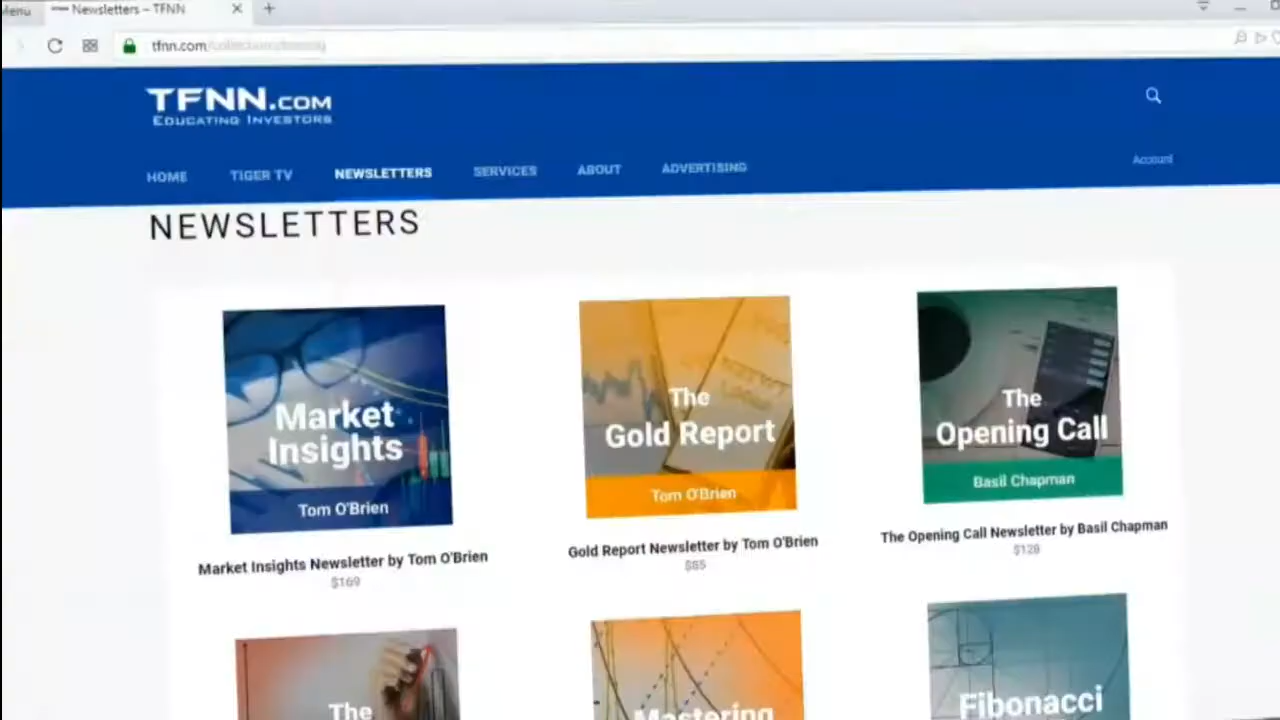 Menu
Newsletters – TFNN
tfnn.com
TFNN.COM
EDUCATING INVESTORS
HOME TIGER TV NEWSLETTERS SERVICES ABOUT ADVERTISING
Account
NEWSLETTERS
Market
Insights
Tom O'Brien
Market Insights Newsletter by Tom O'Brien
$169
The
Gold Report
Tom O'Brien
Gold Report Newsletter by Tom O'Brien
The
Opening Call
Basil Chapman
The Opening Call Newsletter by Basil Chapman
The
Mastering
Fibonacci